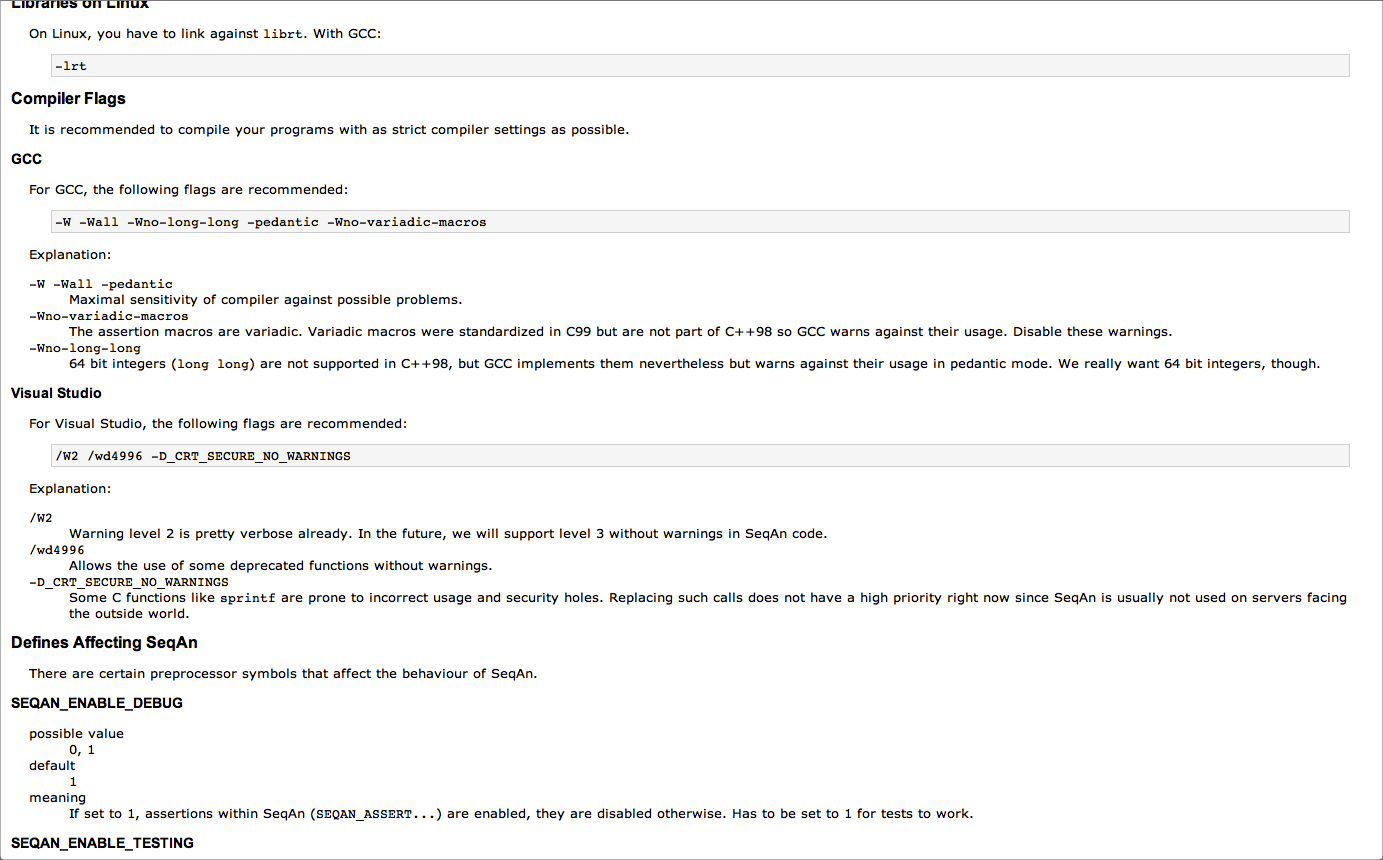 Libraries on Linux
On Linux, you have to link against librt. With GCC:
-lrt
Compiler Flags
It is recommended to compile your programs with as strict compiler settings as possible.
GCC
For GCC, the following flags are recommended:
-W -Wall -Wno-long-long -pedantic -Wno-variadic-macros
Explanation:
-W -Wall -pedantic
Maximal sensitivity of compiler against possible problems.
-Wno-variadic-macros
The assertion macros are variadic. Variadic macros were standardized in C99 but are not part of C++98 so GCC warns against their usage. Disable these warnings.
-Wno-long-long
64 bit integers (long long) are not supported in C++98, but GCC implements them nevertheless but warns against their usage in pedantic mode. We really want 64 bit integers, though.
Visual Studio
For Visual Studio, the following flags are recommended:
/W2 /wd4996 -D_CRT_SECURE_NO_WARNINGS
Explanation:
/W2
Warning level 2 is pretty verbose already. In the future, we will support level 3 without warnings in SeqAn code.
/wd4996
Allows the use of some deprecated functions without warnings.
-D_CRT_SECURE_NO_WARNINGS
Some C functions like sprintf are prone to incorrect usage and security holes. Replacing such calls does not have a high priority right now since SeqAn is usually not used on servers facing
the outside world.
Defines Affecting SeqAn
There are certain preprocessor symbols that affect the behaviour of SeqAn.
SEQAN_ENABLE_DEBUG
possible value
0, 1
default
1
meaning
If set to 1, assertions within SeqAn (SEQAN_ASSERT...) are enabled, they are disabled otherwise. Has to be set to 1 for tests to work.
SEQAN_ENABLE_TESTING